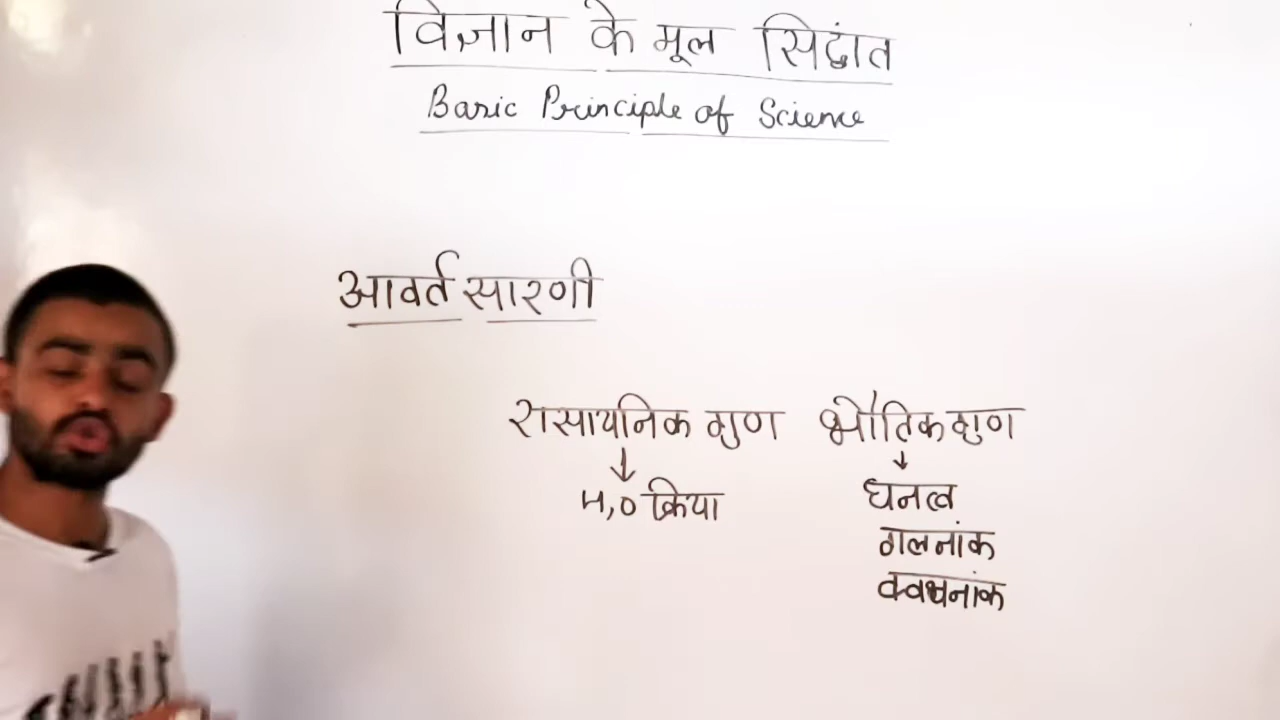 विज्ञान के मूल सिद्धांत
Basic Principle of Science
आवर्त सारणी
रासायनिक गुण भौतिक गुण
↓ ↓
H,O क्रिया घनत्व
गलनांक
क्वथनांक